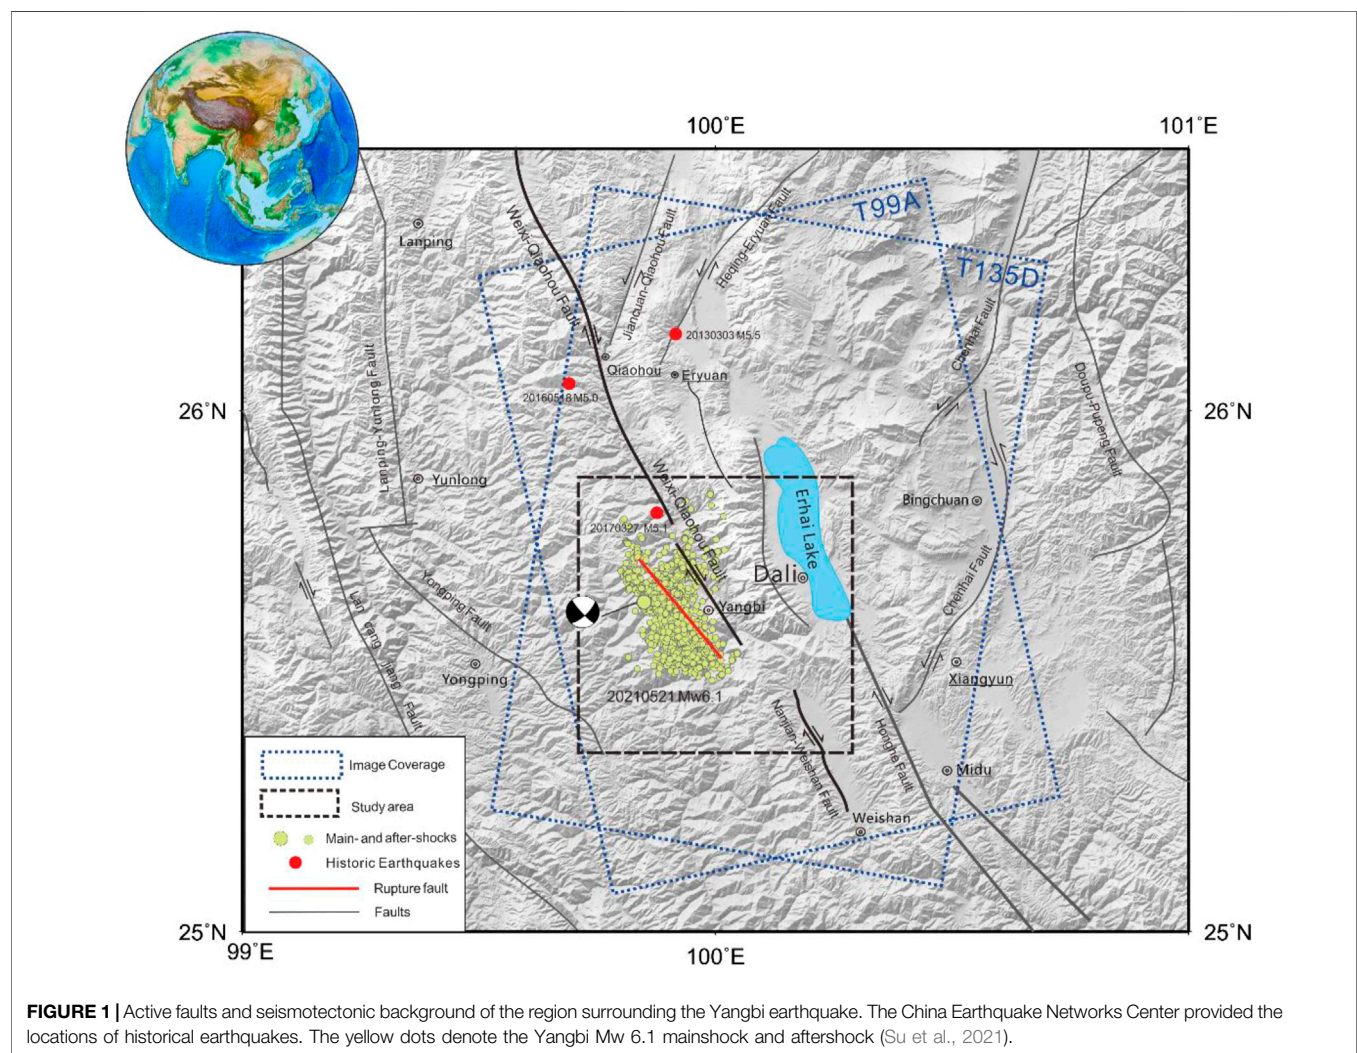 100°E
101°E
T99A
T135D
Lanping
Weixi-Qiaohou Fault
Jianchuan-Qiaohou Fault
Heqing-Eryuan Fault
Chenhai Fault
20130303 M5.5
Qiaohou
Eryuan
20160518 M5.0
Lanping-Yunlong Fault
Doupu-Pupeng Fault
26°N
26°N
Yunlong
Weixi-Qiaohou Fault
Erhai Lake
Bingchuan
20170327 M5.1
Dali
Yangbi
Yongping Fault
Lan cang jiang Fault
Chenhai Fault
Yongping
Xiangyun
20210521 Mw6.1
Nanjian-Weishan Fault
Honghe Fault
Midu
Weishan
Image Coverage
Study area
Main- and after-shocks
Historic Earthquakes
Rupture fault
Faults
25°N
25°N
99°E
100°E
FIGURE 1 | Active faults and seismotectonic background of the region surrounding the Yangbi earthquake. The China Earthquake Networks Center provided the
locations of historical earthquakes. The yellow dots denote the Yangbi Mw 6.1 mainshock and aftershock (Su et al., 2021).